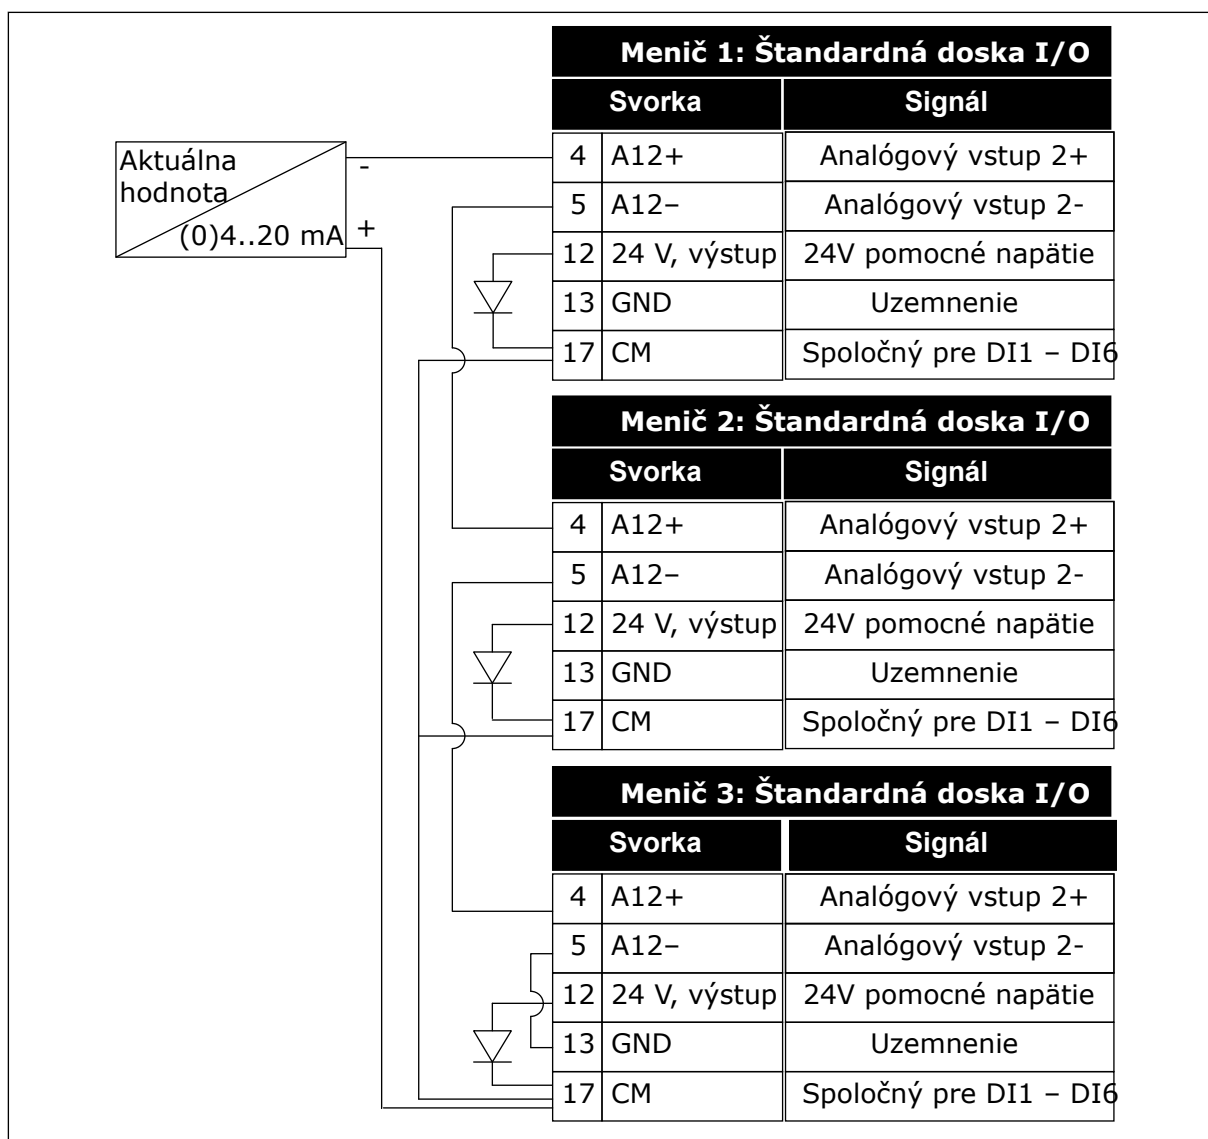 Menič 1: Štandardná doska I/O
Svorka Signál
Aktuálna
hodnota
(0)4..20 mA
-
+
4 A12+ Analógový vstup 2+
5 A12– Analógový vstup 2-
12 24 V, výstup 24V pomocné napätie
13 GND Uzemnenie
17 CM Spoločný pre DI1 – DI6
Menič 2: Štandardná doska I/O
Svorka Signál
4 A12+ Analógový vstup 2+
5 A12– Analógový vstup 2-
12 24 V, výstup 24V pomocné napätie
13 GND Uzemnenie
17 CM Spoločný pre DI1 – DI6
Menič 3: Štandardná doska I/O
Svorka Signál
4 A12+ Analógový vstup 2+
5 A12– Analógový vstup 2-
12 24 V, výstup 24V pomocné napätie
13 GND Uzemnenie
17 CM Spoločný pre DI1 – DI6